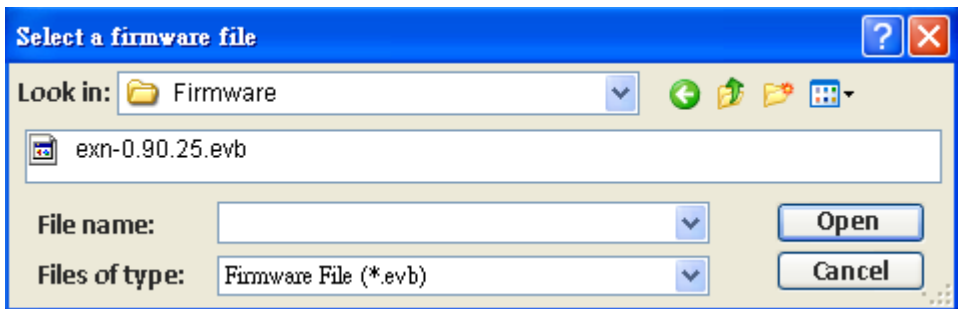 Select a firmware file
Look in: Firmware
exn-0.90.25.evb
File name: Open
Files of type: Firmware File (*.evb) Cancel